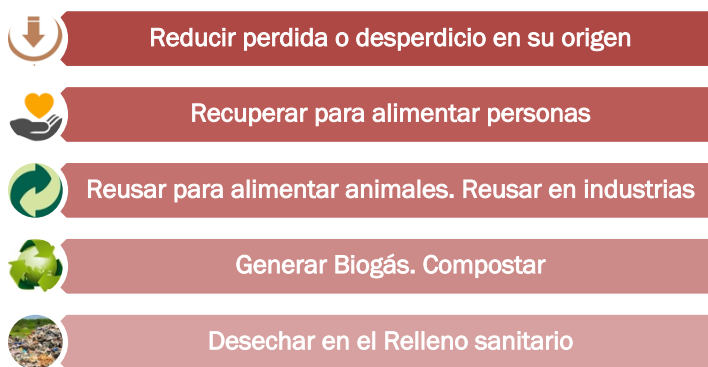 Reducir perdida o desperdicio en su origen
Recuperar para alimentar personas
Reusar para alimentar animales. Reusar en industrias
Generar Biogás. Compostar
Desechar en el Relleno sanitario